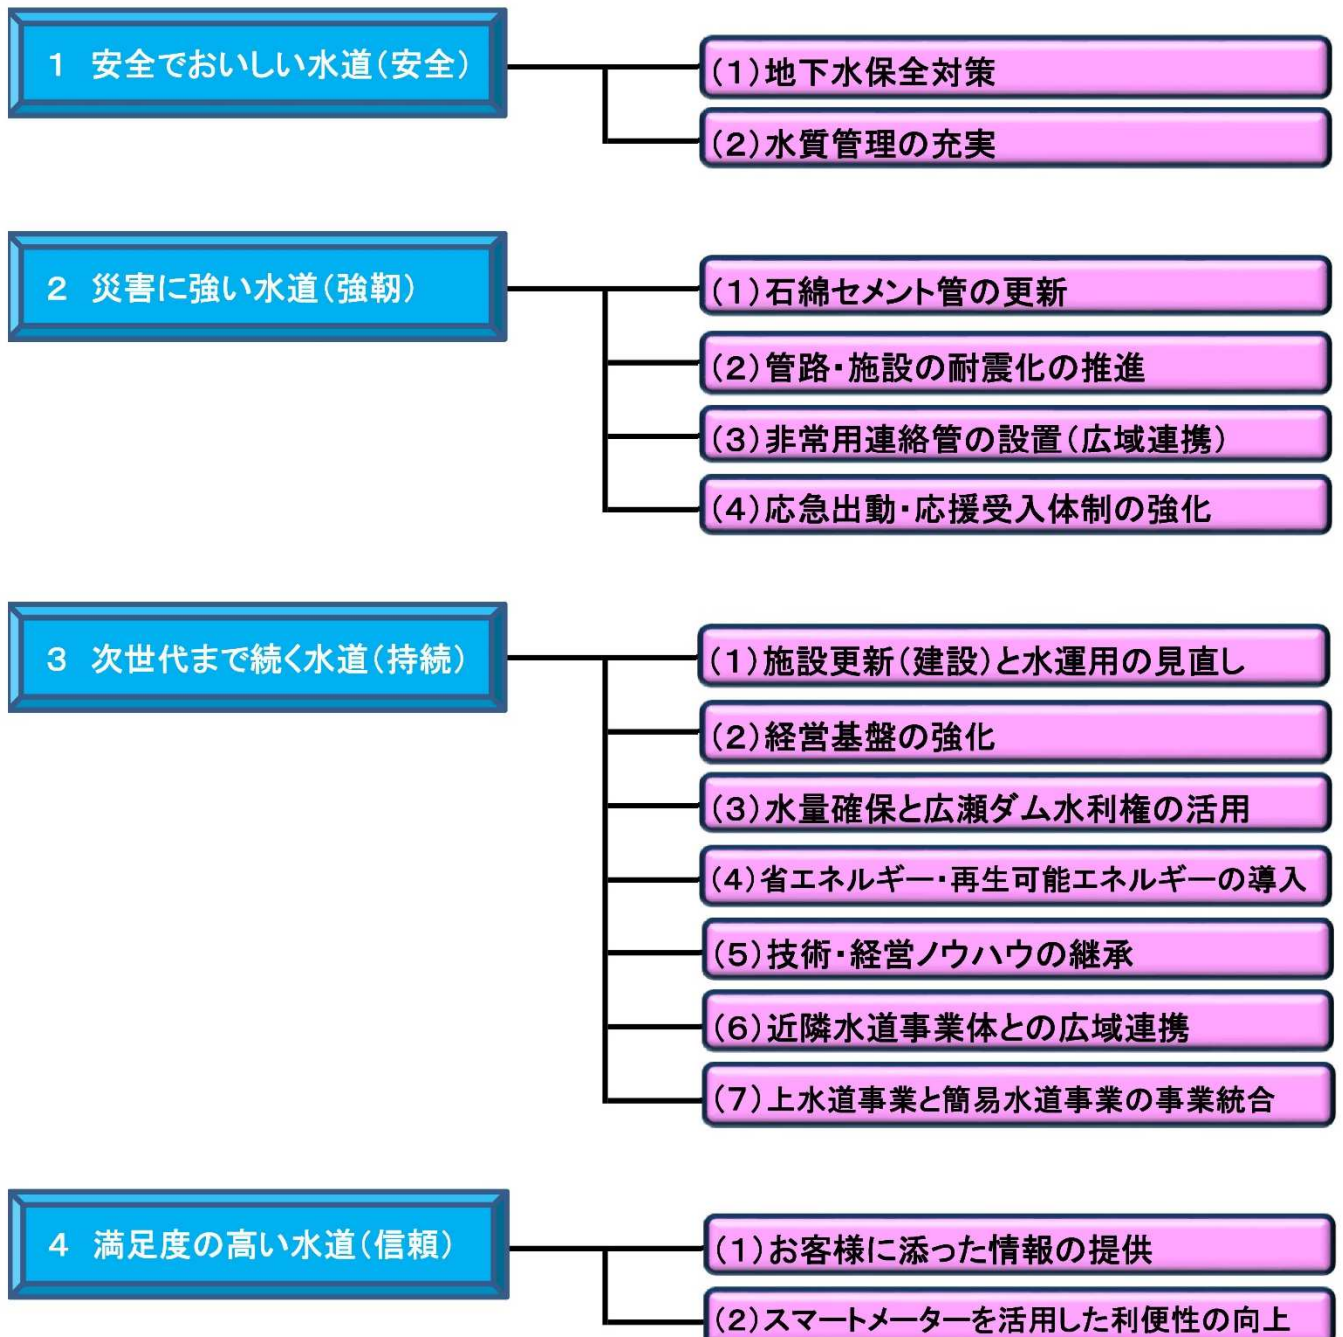 1 安全でおいしい水道(安全)
(1)地下水保全対策
(2)水質管理の充実
2 災害に強い水道(強靭)
(1)石綿セメント管の更新
(2)管路・施設の耐震化の推進
(3)非常用連絡管の設置(広域連携)
(4)応急出動・応援受入体制の強化
3 次世代まで続く水道(持続)
(1)施設更新(建設)と水運用の見直し
(2)経営基盤の強化
(3)水量確保と広瀬ダム水利権の活用
(4)省エネルギー・再生可能エネルギーの導入
(5)技術・経営ノウハウの継承
(6)近隣水道事業体との広域連携
(7)上水道事業と簡易水道事業の事業統合
4 満足度の高い水道(信頼)
(1)お客様に添った情報の提供
(2)スマートメーターを活用した利便性の向上